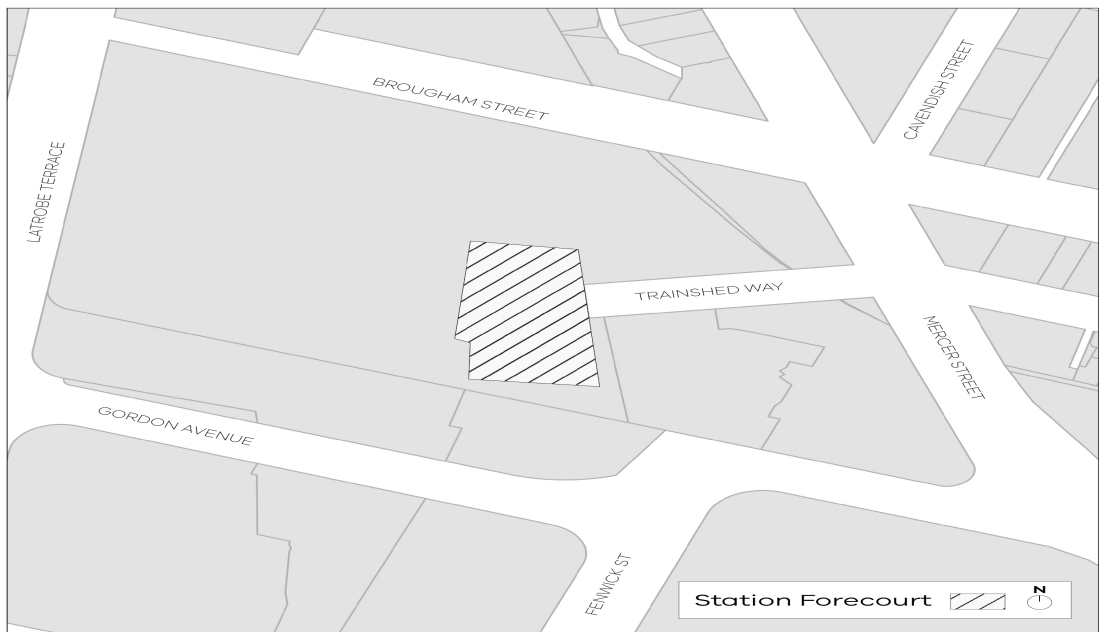 BROUGHAM STREET
CAVENDISH STREET
LATROBE TERRACE
TRAINSHED WAY
MERCER STREET
GORDON AVENUE
FENWICK ST
Station Forecourt
N